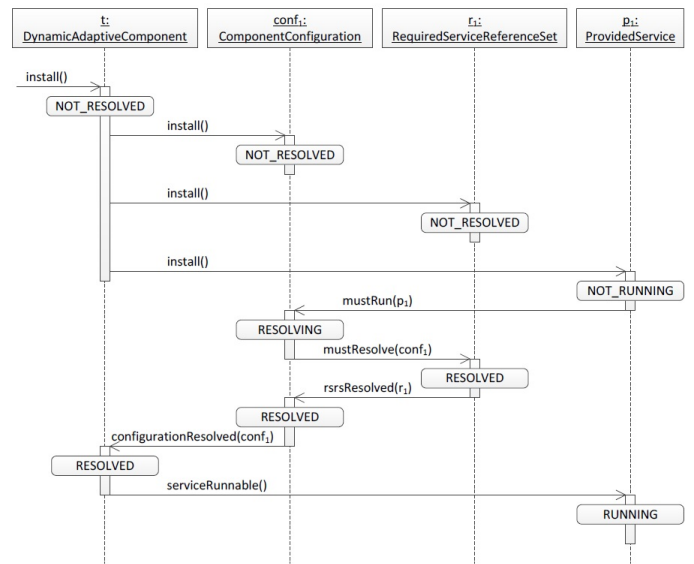 t:
DynamicAdaptiveComponent
conf₁:
ComponentConfiguration
r₁:
RequiredServiceReferenceSet
p₁:
ProvidedService
install()
NOT_RESOLVED
install()
NOT_RESOLVED
install()
NOT_RESOLVED
install()
NOT_RUNNING
mustRun(p₁)
RESOLVING
mustResolve(conf₁)
RESOLVED
rsrsResolved(r₁)
RESOLVED
configurationResolved(conf₁)
RESOLVED
serviceRunnable()
RUNNING